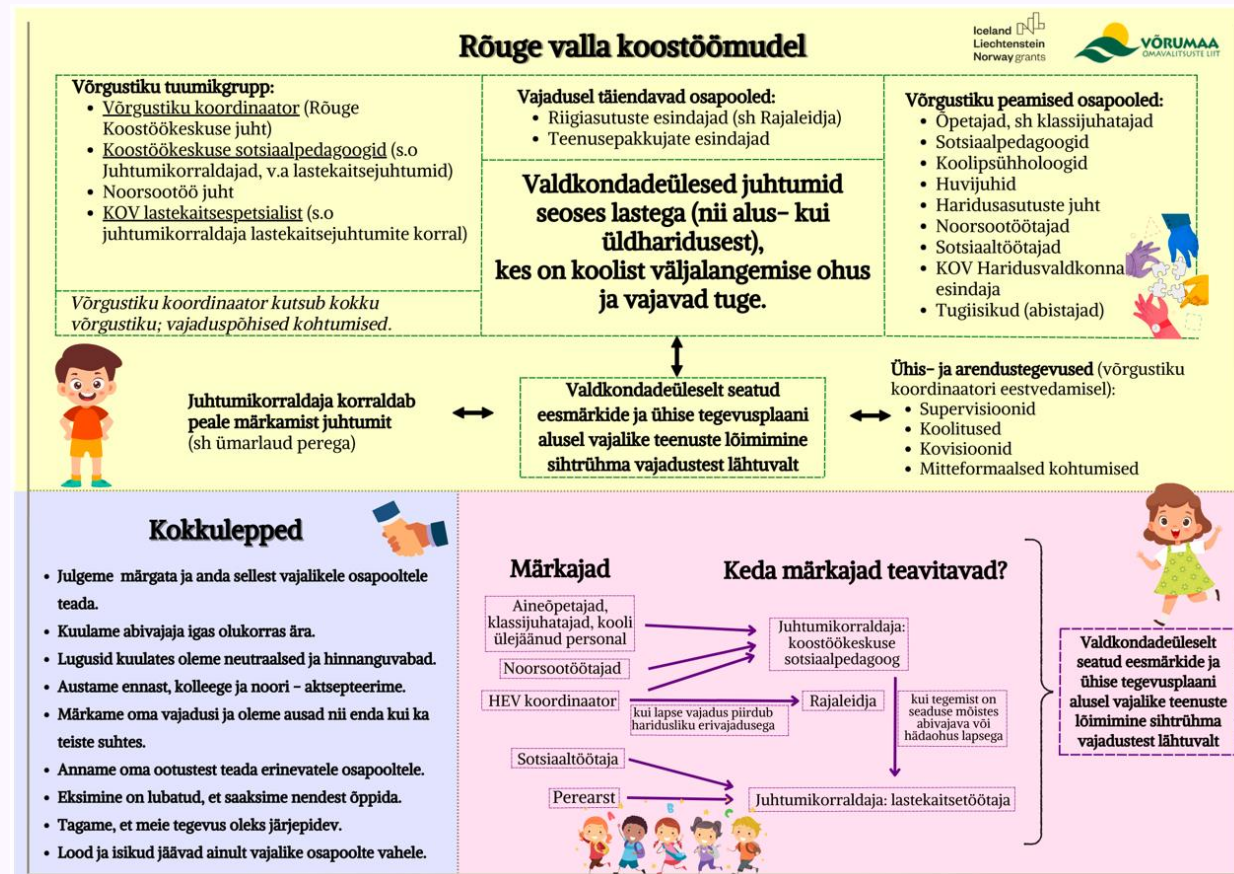 Rõuge valla koostöömudel
Iceland
Liechtenstein
Norway grants
VÕRUMAA
OMAVALITSUSTE LIIT
Võrgustiku tuumikgrupp:
• Võrgustiku koordinaator (Rõuge
Koostöökeskuse juht)
• Koostöökeskuse sotsiaalpedagoogid (s.o
Juhtumikorraldajad, v.a lastekaitsejuhtumid)
• Noorsootöö juht
• KOV lastekaitsespetsialist (s.o
juhtumikorraldaja lastekaitsejuhtumite korral)
Võrgustiku koordinaator kutsub kokku
võrgustiku; vajaduspõhised kohtumised.
Vajadusel täiendavad osapooled:
• Riigiasutuste esindajad (sh Rajaleidja)
• Teenusepakkujate esindajad
Valdkondadeülesed juhtumid
seoses lastega (nii alus- kui
üldharidusest),
kes on koolist väljalangemise ohus
ja vajavad tuge.
Võrgustiku peamised osapooled:
• Õpetajad, sh klassijuhatajad
• Sotsiaalpedagoogid
• Koolipsühholoogid
• Huvijuhid
• Haridusasutuste juht
• Noorsootöötajad
• Sotsiaaltöötajad
• KOV Haridusvaldkonna
esindaja
• Tugiisikud (abistajad)
Juhtumikorraldaja korraldab
peale märkamist juhtumit
(sh ümarlaud perega)
Valdkondadeüleselt seatud
eesmärkide ja ühise tegevusplaani
alusel vajalike teenuste lõimimine
sihtrühma vajadustest lähtuvalt
Ühis- ja arendustegevused (võrgustiku
koordinaatori eestvedamisel):
• Supervisioonid
• Koolitused
• Kovisioonid
• Mitteformaalsed kohtumised
Kokkulepped
• Julgeme märgata ja anda sellest vajalikele osapooltele
teada.
• Kuulame abivajaja igas olukorras ära.
• Lugusid kuulates oleme neutraalsed ja hinnanguvabad.
• Austame ennast, kolleege ja noori - aktsepteerime.
• Märkame oma vajadusi ja oleme ausad nii enda kui ka
teiste suhtes.
• Anname oma ootustest teada erinevatele osapooltele.
• Eksimine on lubatud, et saaksime nendest õppida.
• Tagame, et meie tegevus oleks järjepidev.
• Lood ja isikud jäävad ainult vajalike osapoolte vahele.
Märkajad
Keda märkajad teavitavad?
Aineõpetajad,
klassijuhatajad, kooli
ülejäänud personal
Noorsootöötajad
HEV koordinaator
kui lapse vajadus piirdub
haridusliku erivajadusega
Sotsiaaltöötaja
Perearst
Juhtumikorraldaja:
koostöökeskuse
sotsiaalpedagoog
Rajaleidja
kui tegemist on
seaduse mõistes
abivajava või
hädaohus lapsega
Juhtumikorraldaja: lastekaitsetöötaja
Valdkondadeüleselt
seatud eesmärkide ja
ühise tegevusplaani
alusel vajalike teenuste
lõimimine sihtrühma
vajadustest lähtuvalt